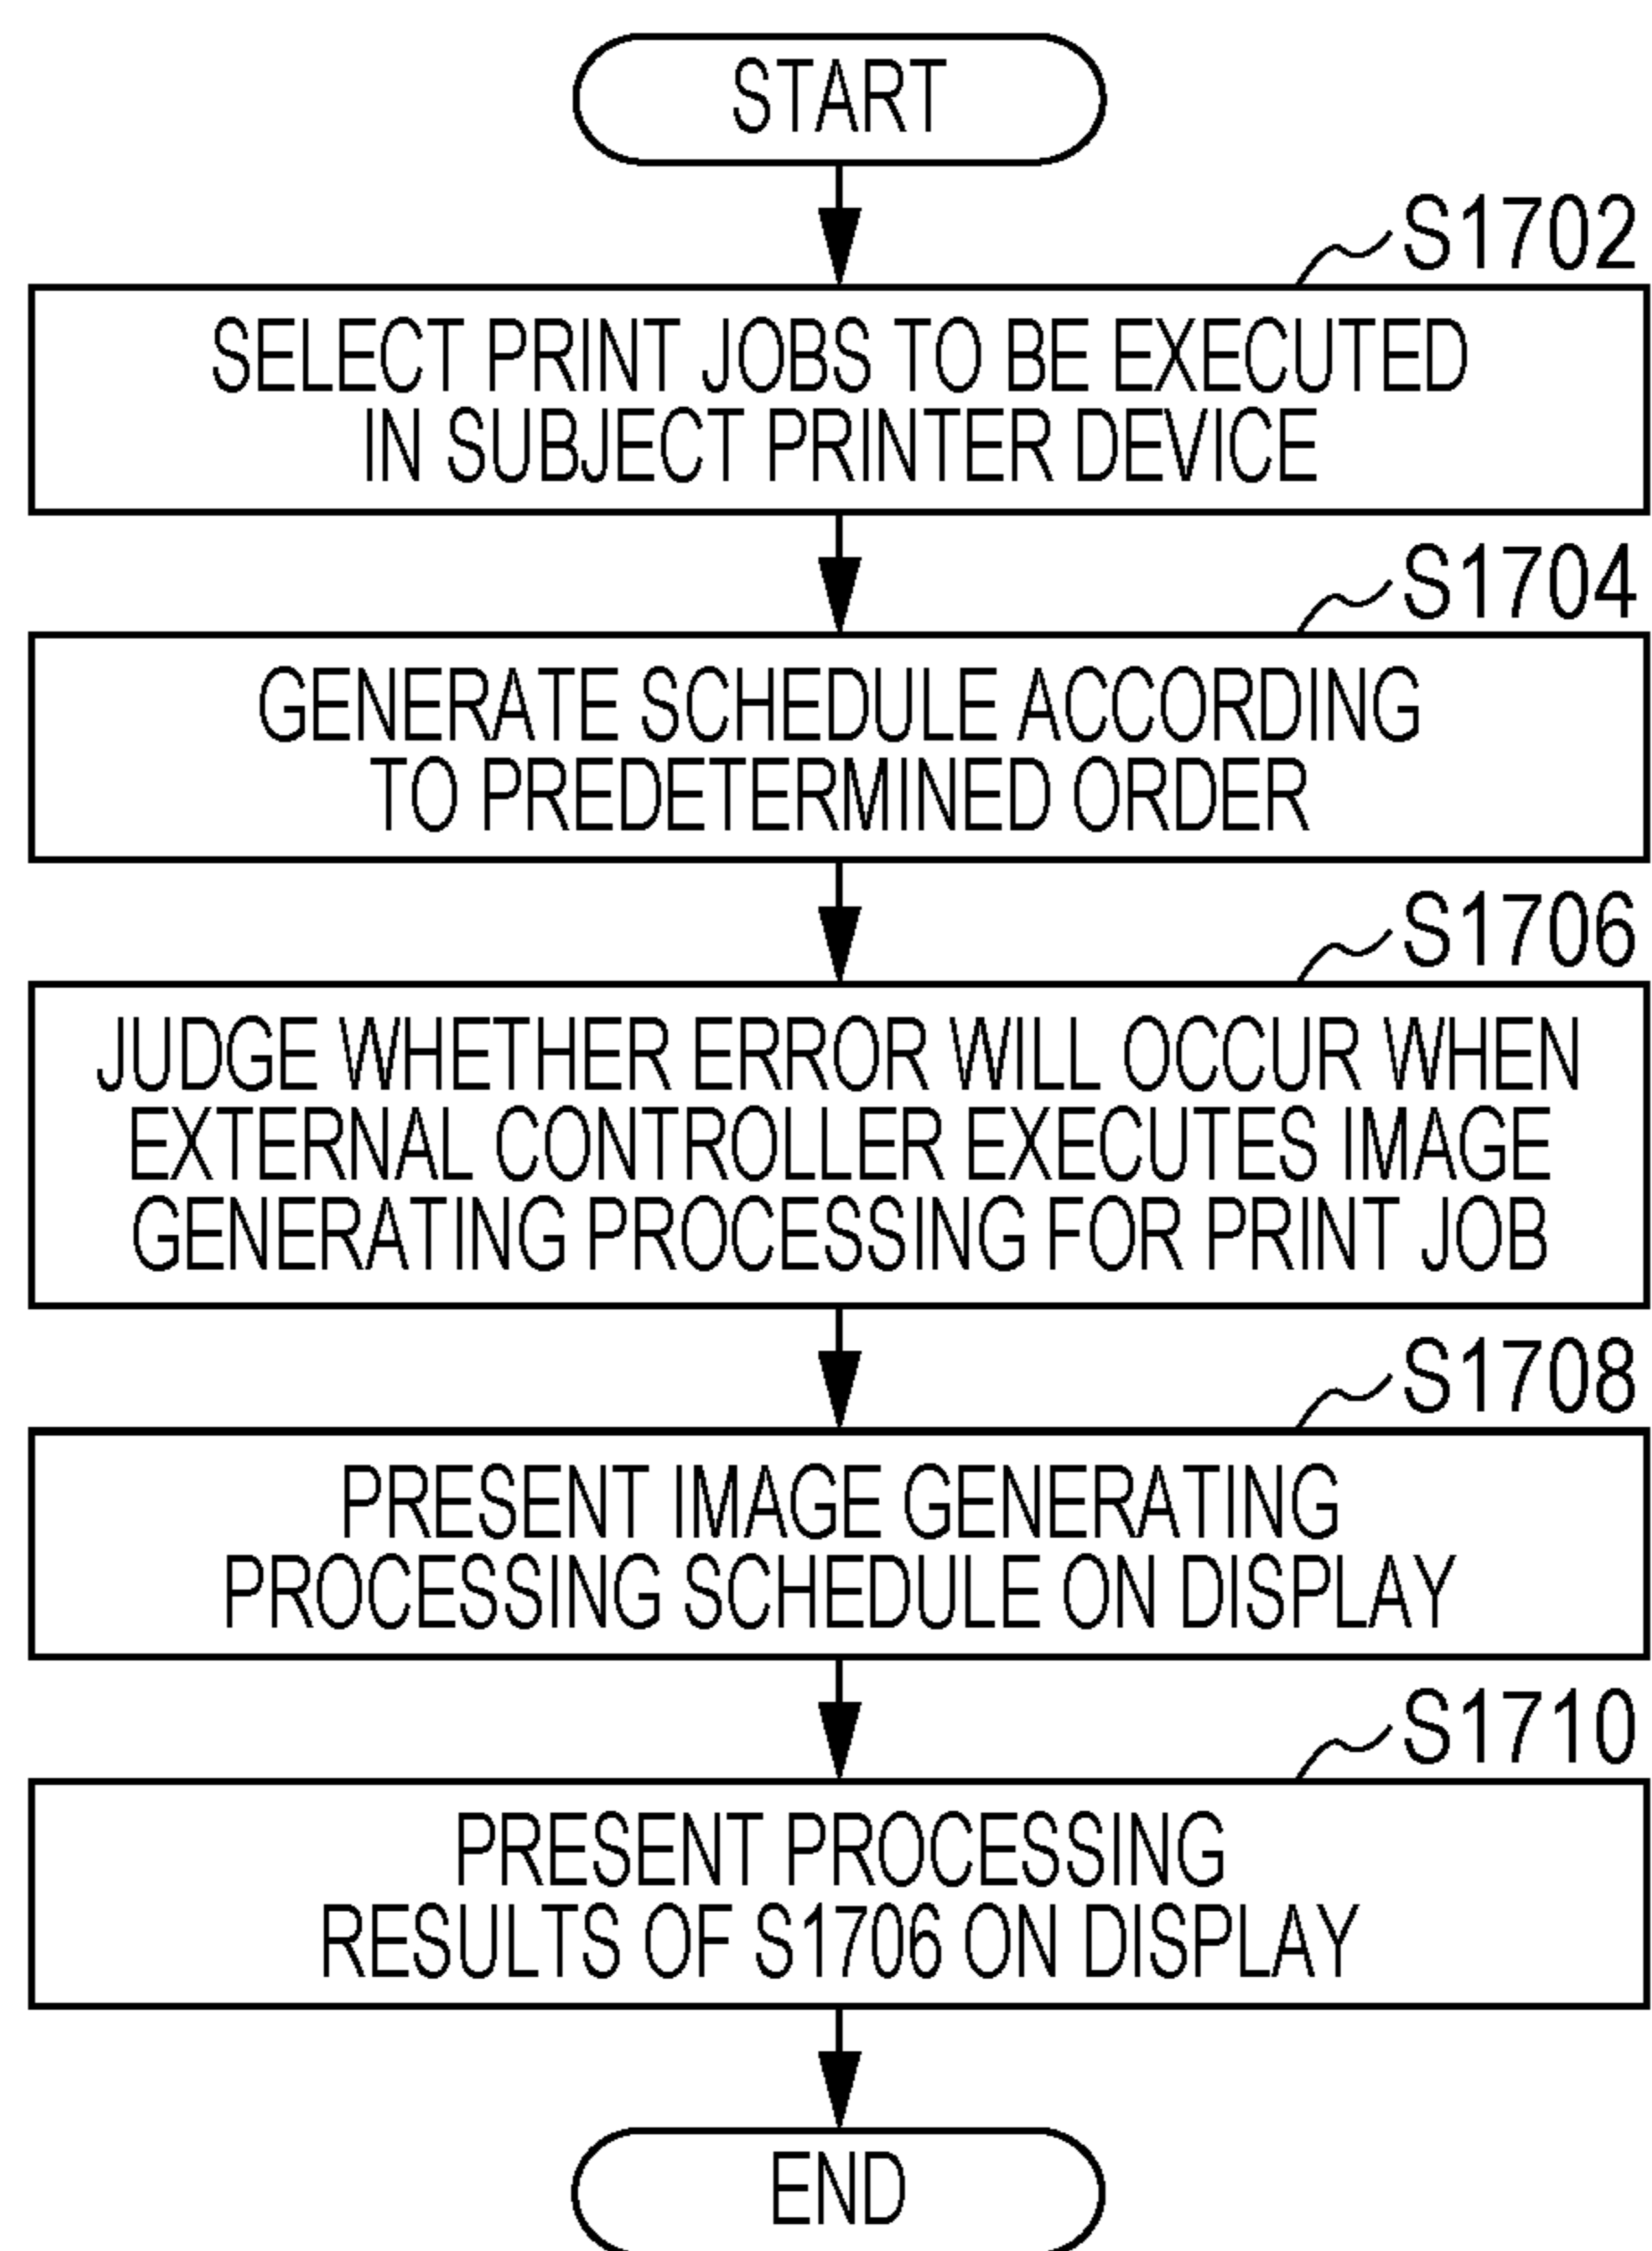 START
S1702
SELECT PRINT JOBS TO BE EXECUTED
IN SUBJECT PRINTER DEVICE
S1704
GENERATE SCHEDULE ACCORDING
TO PREDETERMINED ORDER
S1706
JUDGE WHETHER ERROR WILL OCCUR WHEN
EXTERNAL CONTROLLER EXECUTES IMAGE
GENERATING PROCESSING FOR PRINT JOB
S1708
PRESENT IMAGE GENERATING
PROCESSING SCHEDULE ON DISPLAY
S1710
PRESENT PROCESSING
RESULTS OF S1706 ON DISPLAY
END